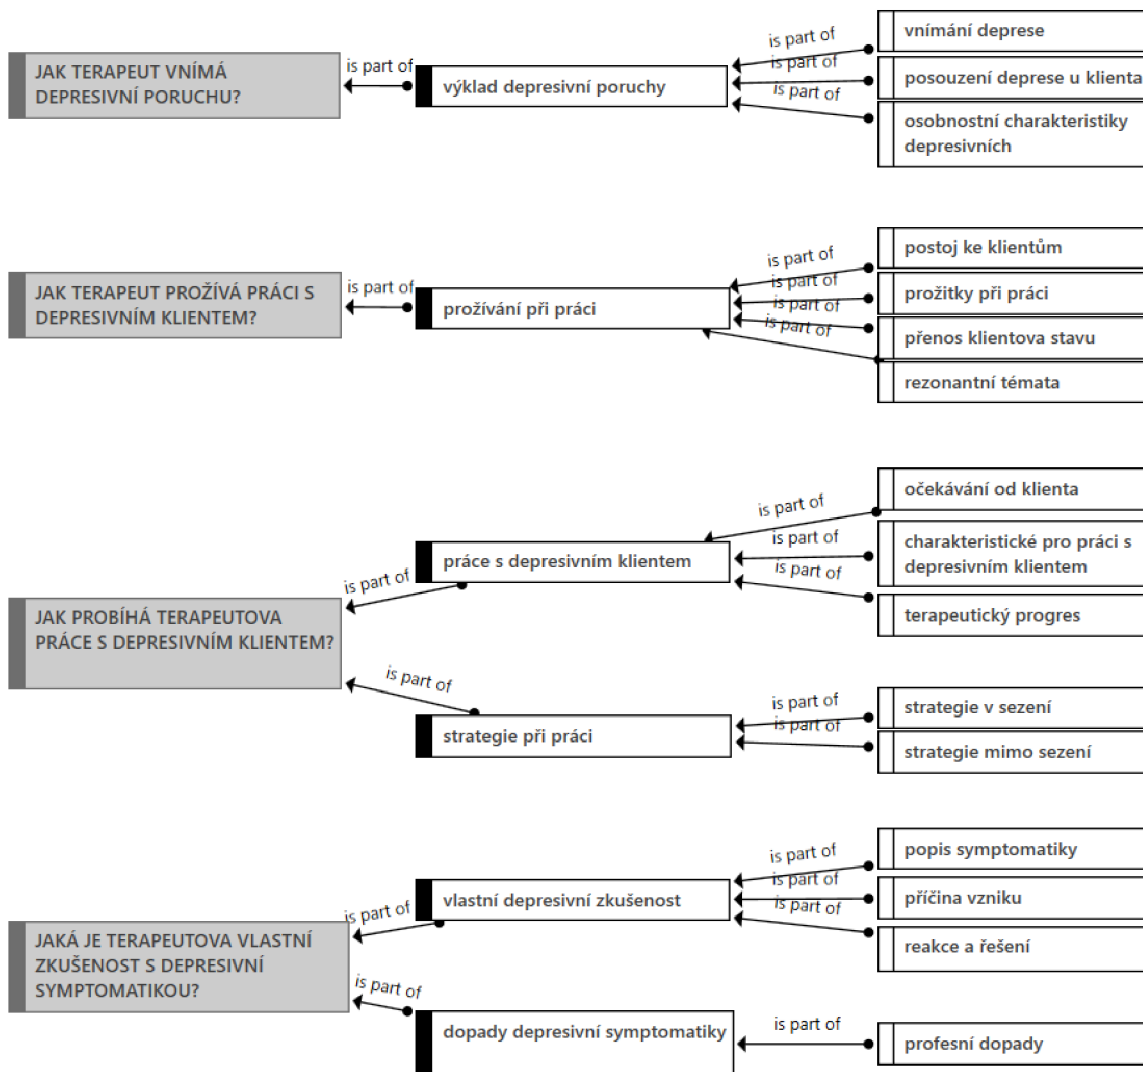 JAK TERAPEUT VNÍMÁ
DEPRESIVNÍ PORUCHU?
is part of
výklad depresivní poruchy
is part of
is part of
is part of
vnímání deprese
posouzení deprese u klienta
osobnostní charakteristiky
depresivních
JAK TERAPEUT PROŽÍVÁ PRÁCI S
DEPRESIVNÍM KLIENTEM?
is part of
prožívání při práci
is part of
is part of
is part of
is part of
postoj ke klientům
prožitky při práci
přenos klientova stavu
rezonantní témata
JAK PROBÍHÁ TERAPEUTOVA
PRÁCE S DEPRESIVNÍM KLIENTEM?
is part of
práce s depresivním klientem
is part of
is part of
is part of
očekávání od klienta
charakteristické pro práci s
depresivním klientem
terapeutický progres
is part of
strategie při práci
is part of
is part of
strategie v sezení
strategie mimo sezení
JAKÁ JE TERAPEUTOVA VLASTNÍ
ZKUŠENOST S DEPRESIVNÍ
SYMPTOMATIKOU?
is part of
vlastní depresivní zkušenost
is part of
is part of
is part of
popis symptomatiky
příčina vzniku
reakce a řešení
is part of
dopady depresivní symptomatiky
is part of
profesní dopady